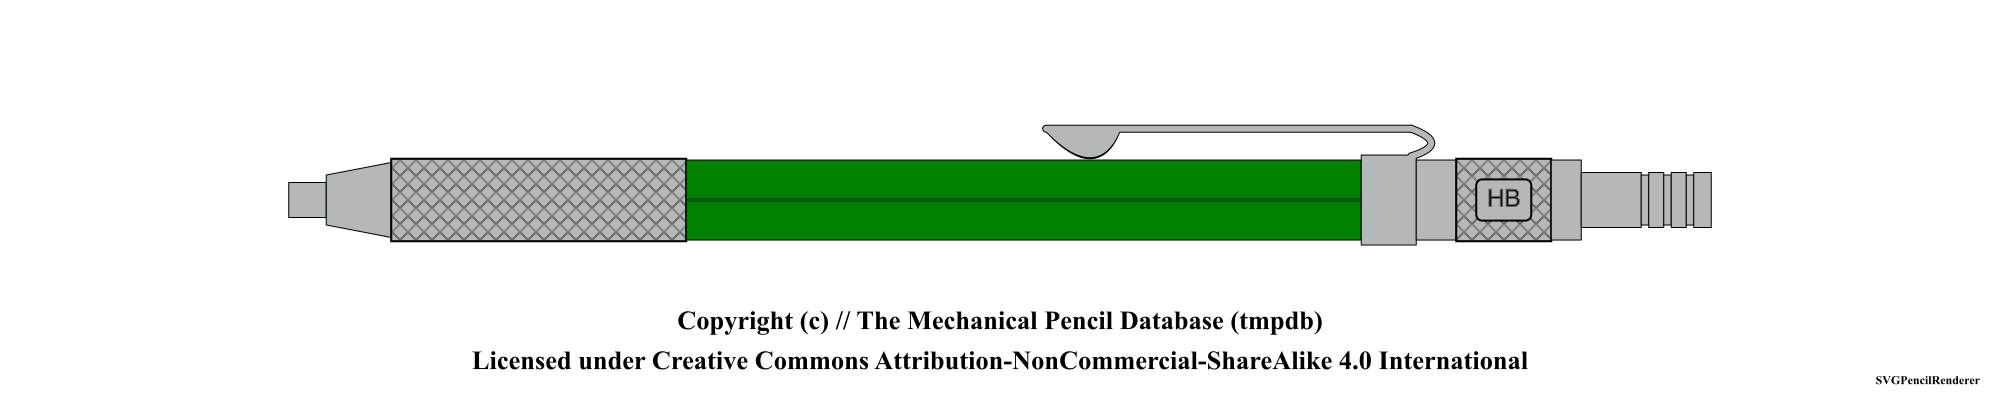 HB
Copyright (c) // The Mechanical Pencil Database (tmpdb)
Licensed under Creative Commons Attribution-NonCommercial-ShareAlike 4.0 International
SVGPencilRenderer